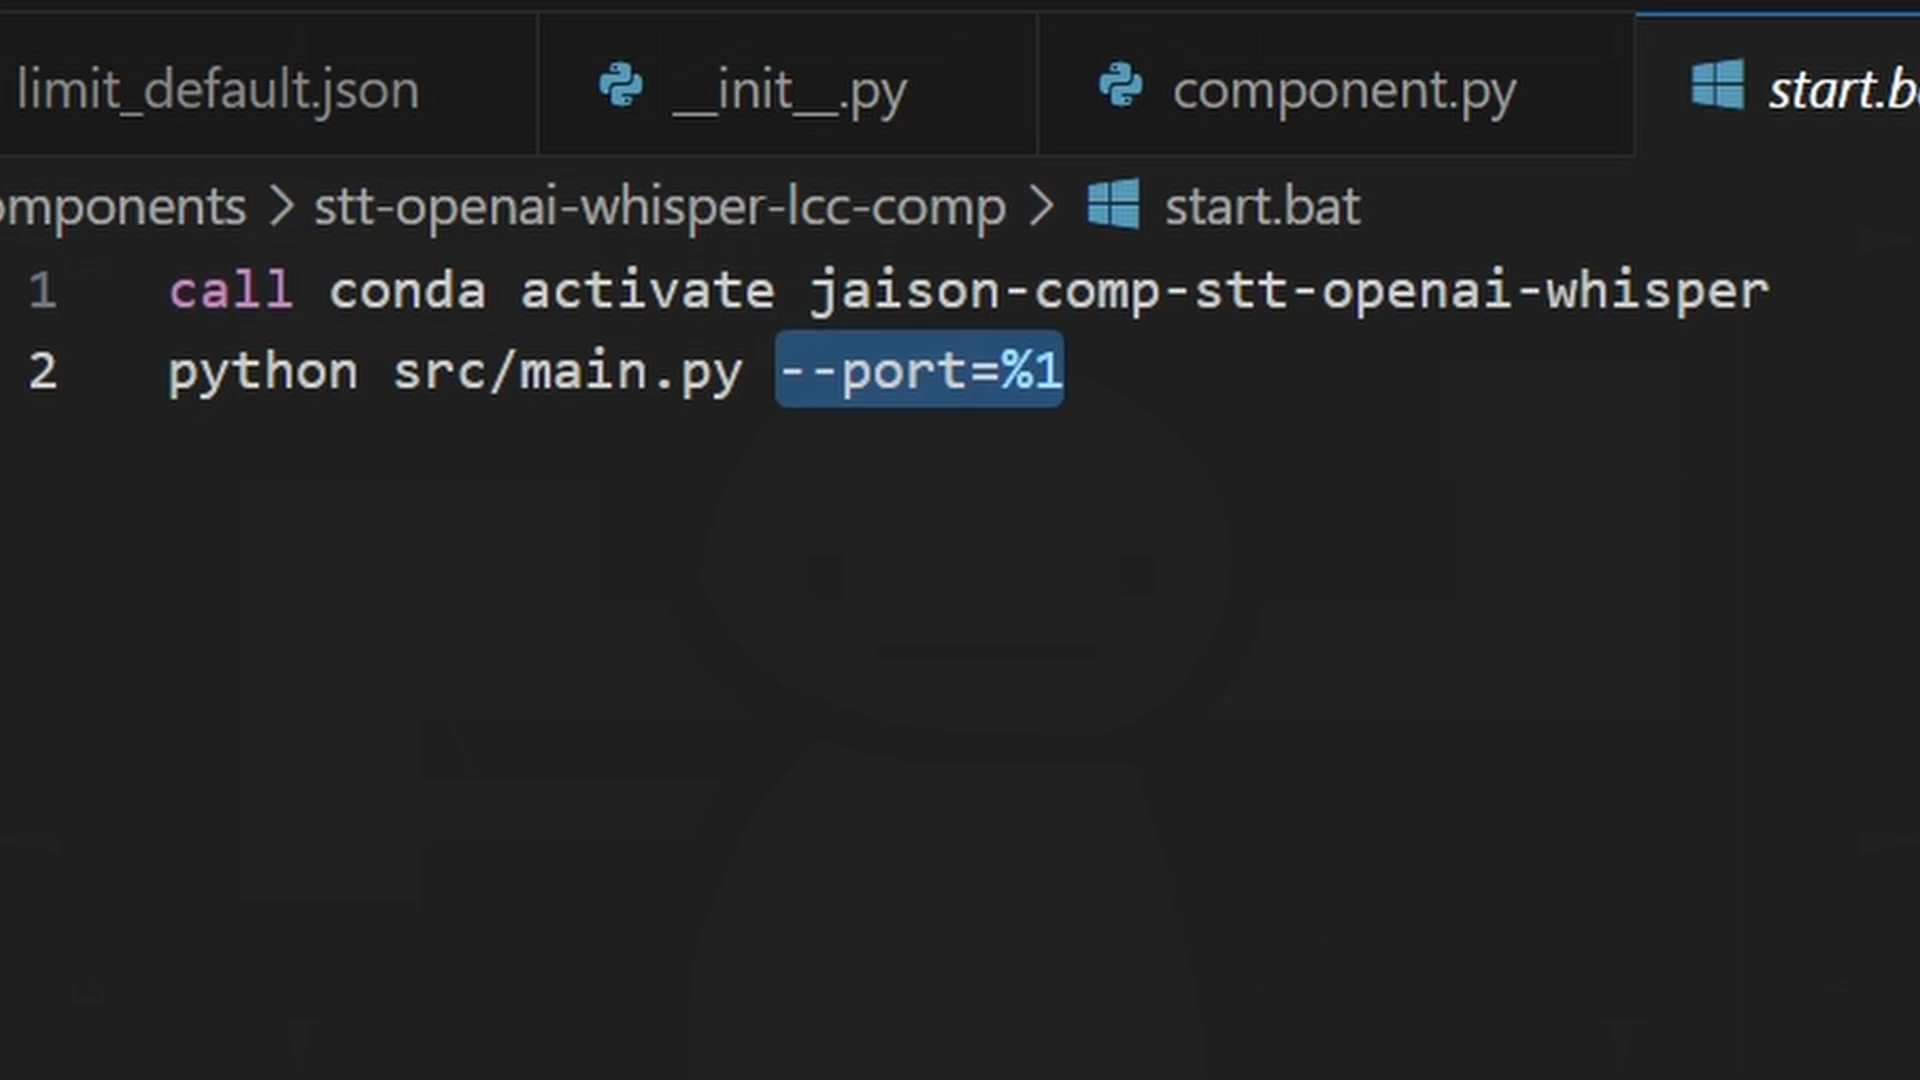 limit_default.json __init__.py component.py start.b
omponents > stt-openai-whisper-lcc-comp > start.bat
1 call conda activate jaison-comp-stt-openai-whisper
2 python src/main.py --port=%1